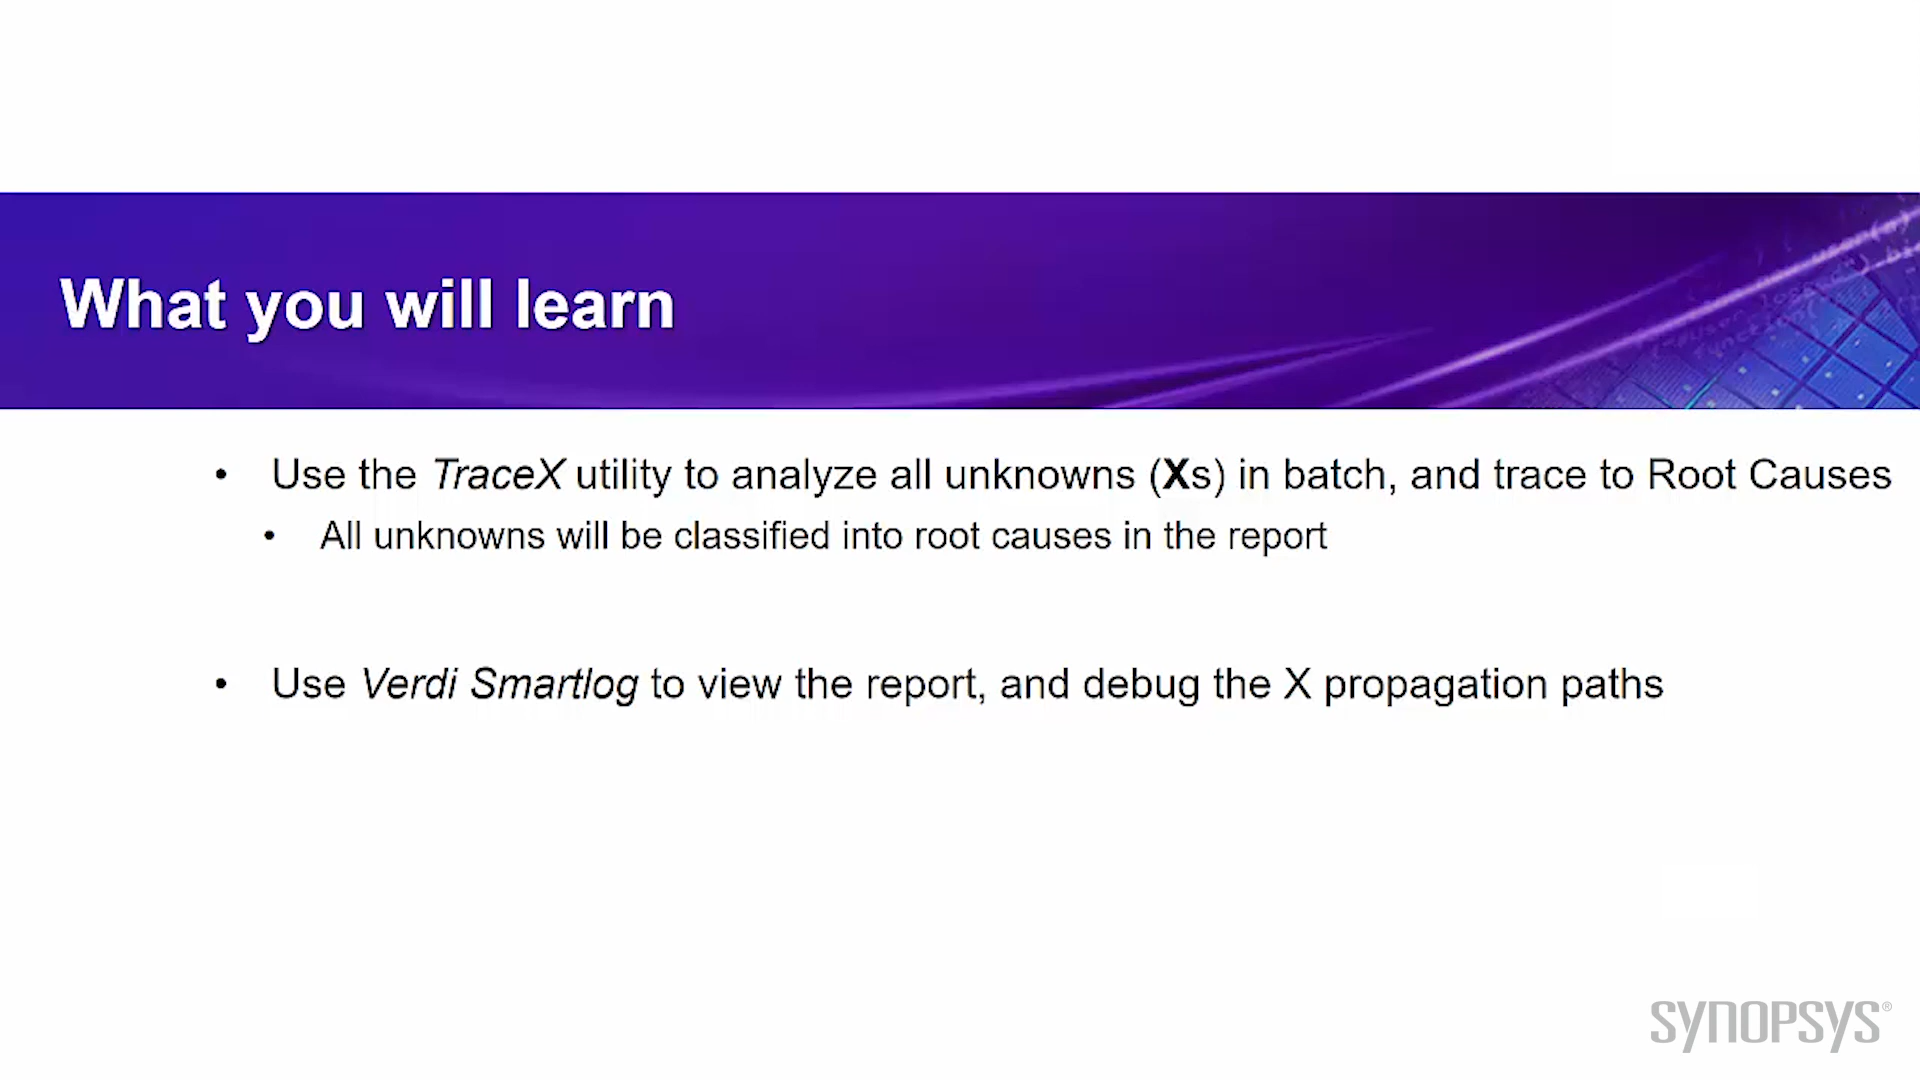 What you will learn
• Use the TraceX utility to analyze all unknowns (Xs) in batch, and trace to Root Causes
• All unknowns will be classified into root causes in the report
• Use Verdi Smartlog to view the report, and debug the X propagation paths
SYNOPSYS®